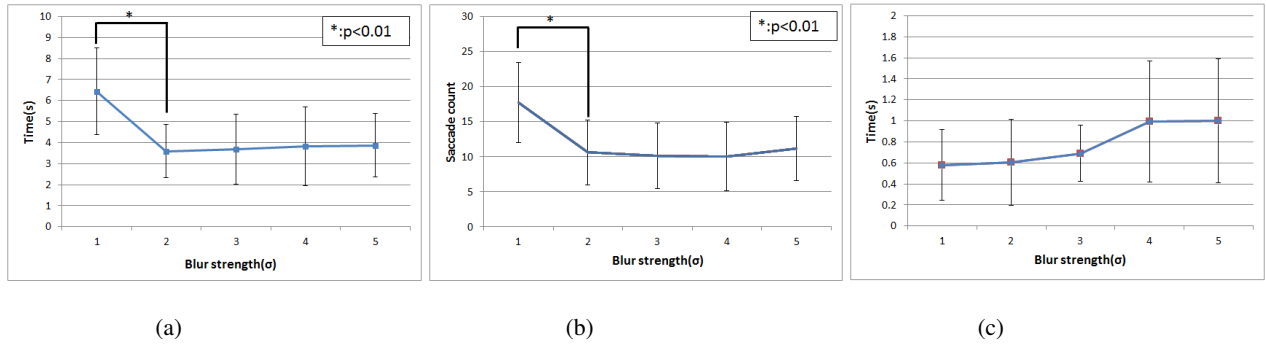 *
*:p<0.01
10
9
8
7
6
5
4
3
2
1
0
Time(s)
1 2 3 4 5
Blur strength(σ)
(a)
*
*:p<0.01
30
25
20
15
10
5
0
Saccade count
1 2 3 4 5
Blur strength(σ)
(b)
2
1.8
1.6
1.4
1.2
1
0.8
0.6
0.4
0.2
0
Time(s)
1 2 3 4 5
Blur strength(σ)
(c)